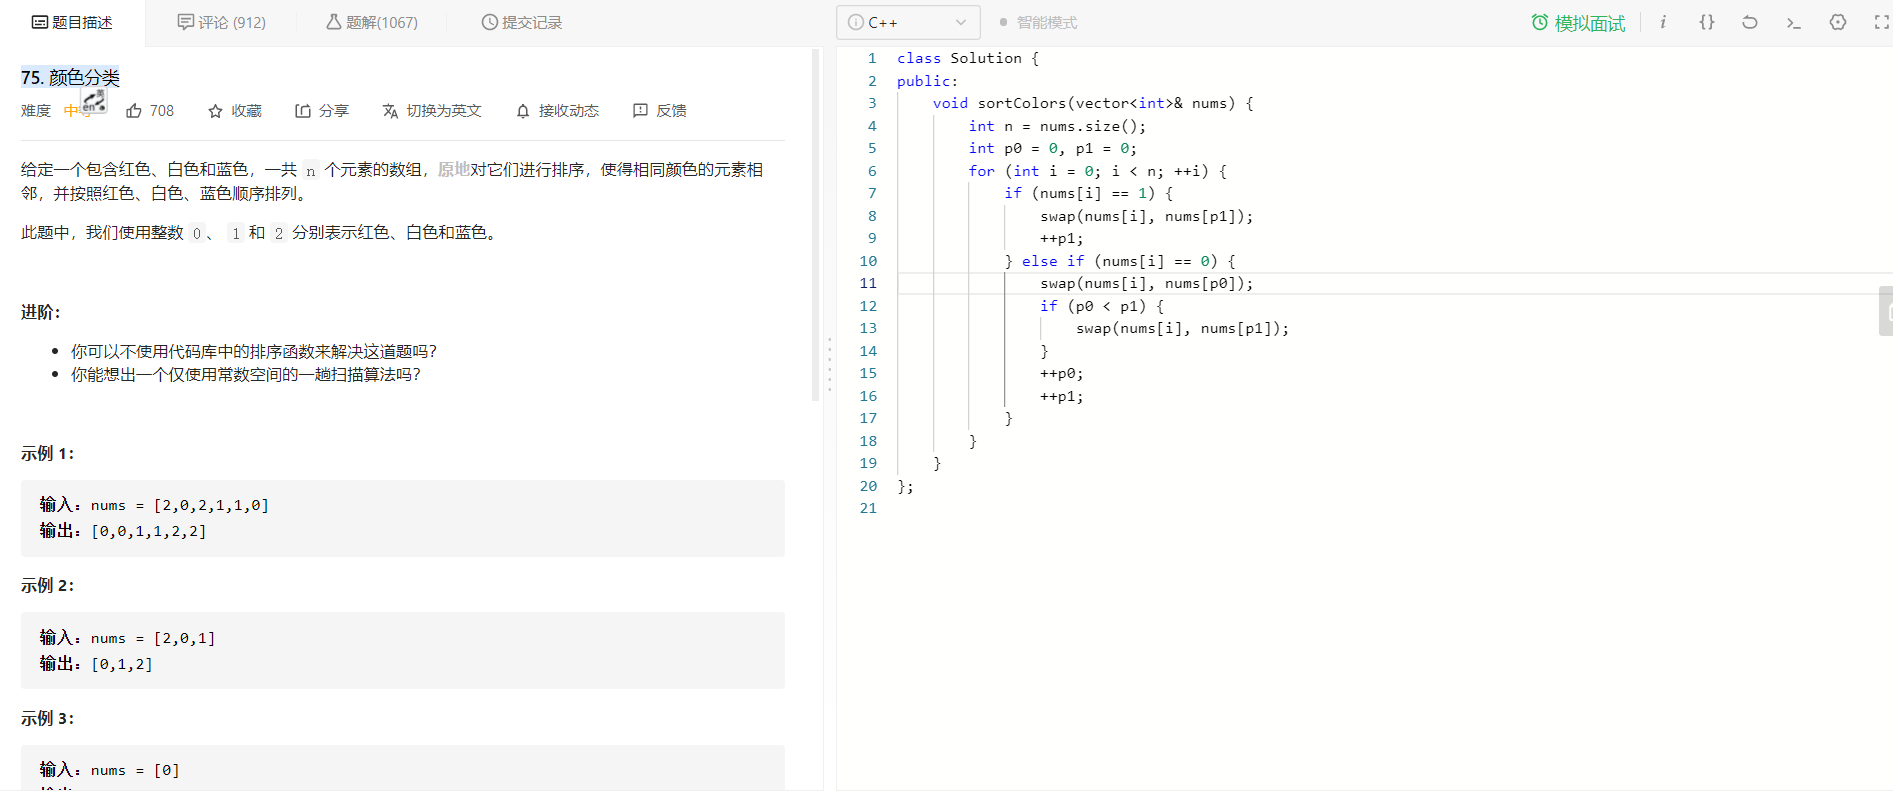 题目描述
评论 (912)
题解(1067)
提交记录
75. 颜色分类
难度
708
收藏
分享
切换为英文
接收动态
反馈
给定一个包含红色、白色和蓝色，一共 n 个元素的数组，原地对它们进行排序，使得相同颜色的元素相
邻，并按照红色、白色、蓝色顺序排列。
此题中，我们使用整数 0 、 1 和 2 分别表示红色、白色和蓝色。
进阶：
你可以不使用代码库中的排序函数来解决这道题吗？
你能想出一个仅使用常数空间的一趟扫描算法吗？
示例 1：
输入：nums = [2,0,2,1,1,0]
输出：[0,0,1,1,2,2]
示例 2：
输入：nums = [2,0,1]
输出：[0,1,2]
示例 3：
输入：nums = [0]
C++
智能模式
模拟面试
1 class Solution {
2 public:
3     void sortColors(vector<int>& nums) {
4         int n = nums.size();
5         int p0 = 0, p1 = 0;
6         for (int i = 0; i < n; ++i) {
7             if (nums[i] == 1) {
8                 swap(nums[i], nums[p1]);
9                 ++p1;
10             } else if (nums[i] == 0) {
11                 swap(nums[i], nums[p0]);
12                 if (p0 < p1) {
13                     swap(nums[i], nums[p1]);
14                 }
15                 ++p0;
16                 ++p1;
17             }
18         }
19     }
20 };
21